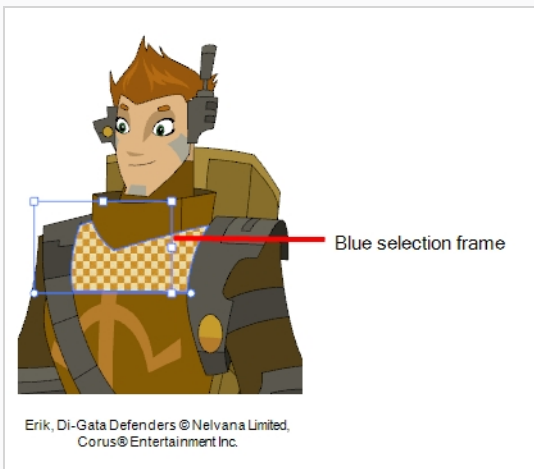 Blue selection frame
Erik, Di-Gata Defenders © Nelvana Limited,
Corus® Entertainment Inc.